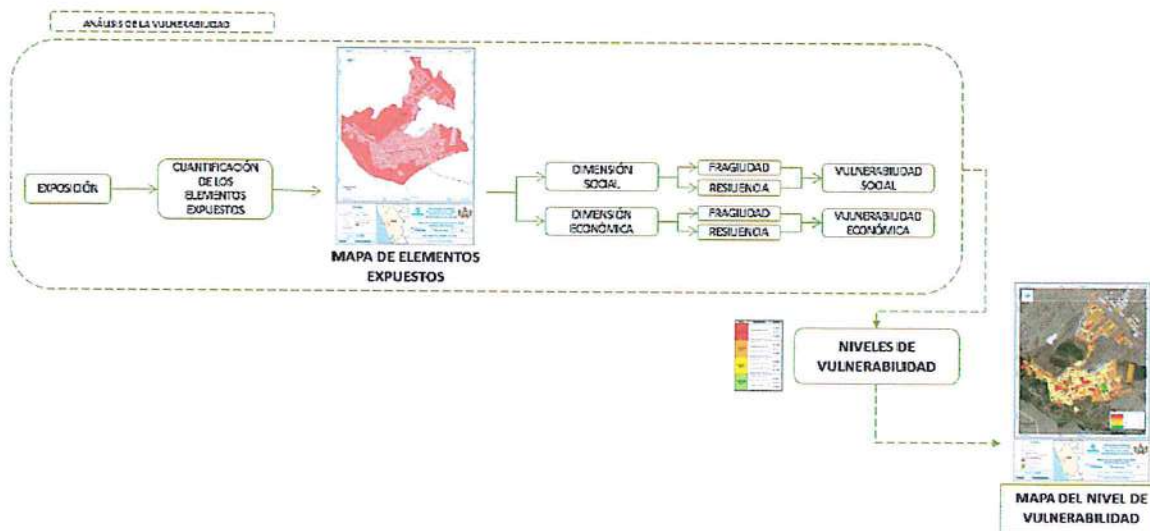 ANÁLISIS DE LA VULNERABILIDAD
EXPOSICIÓN
CUANTIFICACIÓN
DE LOS
ELEMENTOS
EXPUESTOS
MAPA DE ELEMENTOS
EXPUESTOS
DIMENSIÓN
SOCIAL
FRAGILIDAD
RESILIENCIA
VULNERABILIDAD
SOCIAL
DIMENSIÓN
ECONÓMICA
FRAGILIDAD
RESILIENCIA
VULNERABILIDAD
ECONÓMICA
NIVELES DE
VULNERABILIDAD
MAPA DEL NIVEL DE
VULNERABILIDAD